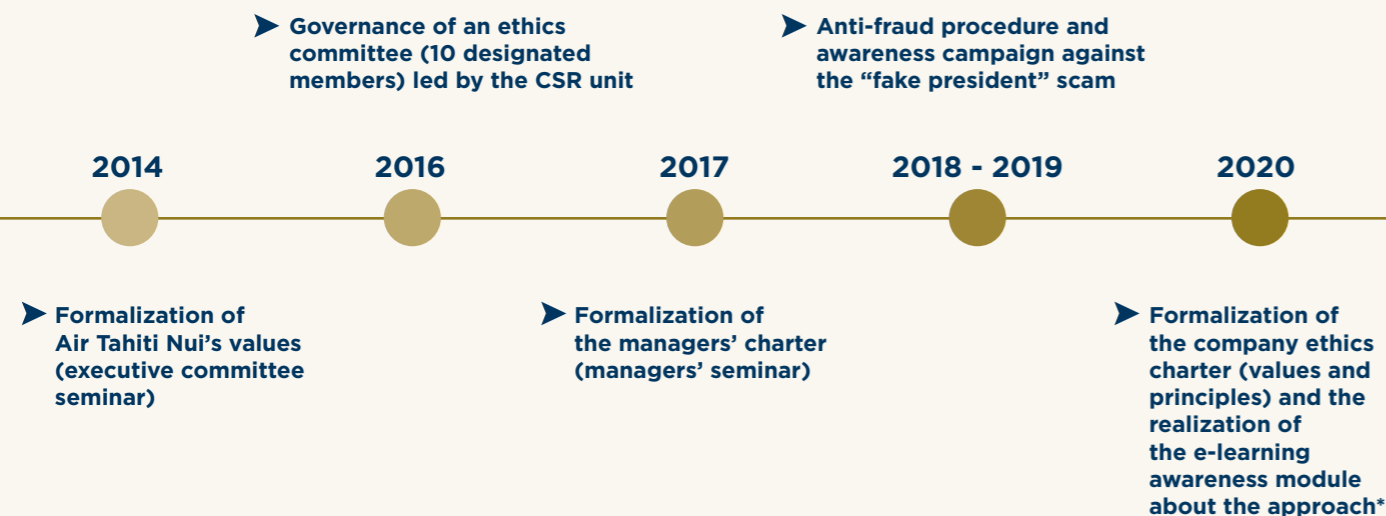 ➤ Governance of an ethics
committee (10 designated
members) led by the CSR unit
➤ Anti-fraud procedure and
awareness campaign against
the “fake president” scam
2014
2016
2017
2018 - 2019
2020
➤ Formalization of
Air Tahiti Nui’s values
(executive committee
seminar)
➤ Formalization of
the managers’ charter
(managers’ seminar)
➤ Formalization of
the company ethics
charter (values and
principles) and the
realization of
the e-learning
awareness module
about the approach*